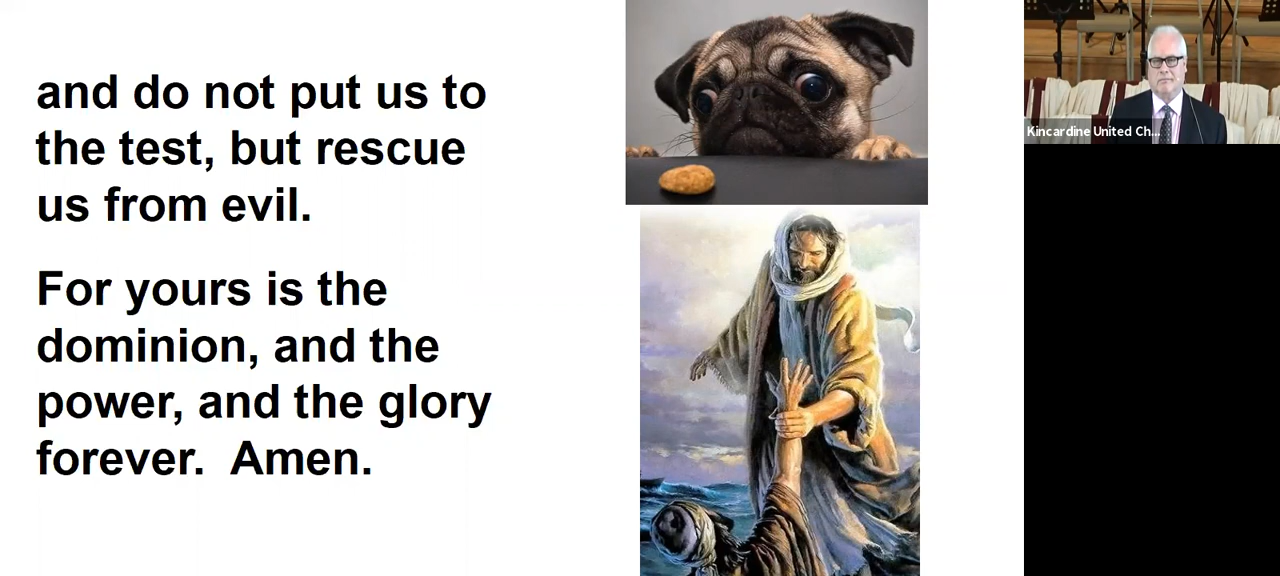 and do not put us to
the test, but rescue
us from evil.
For yours is the
dominion, and the
power, and the glory
forever.  Amen.
Kincardine United Ch...